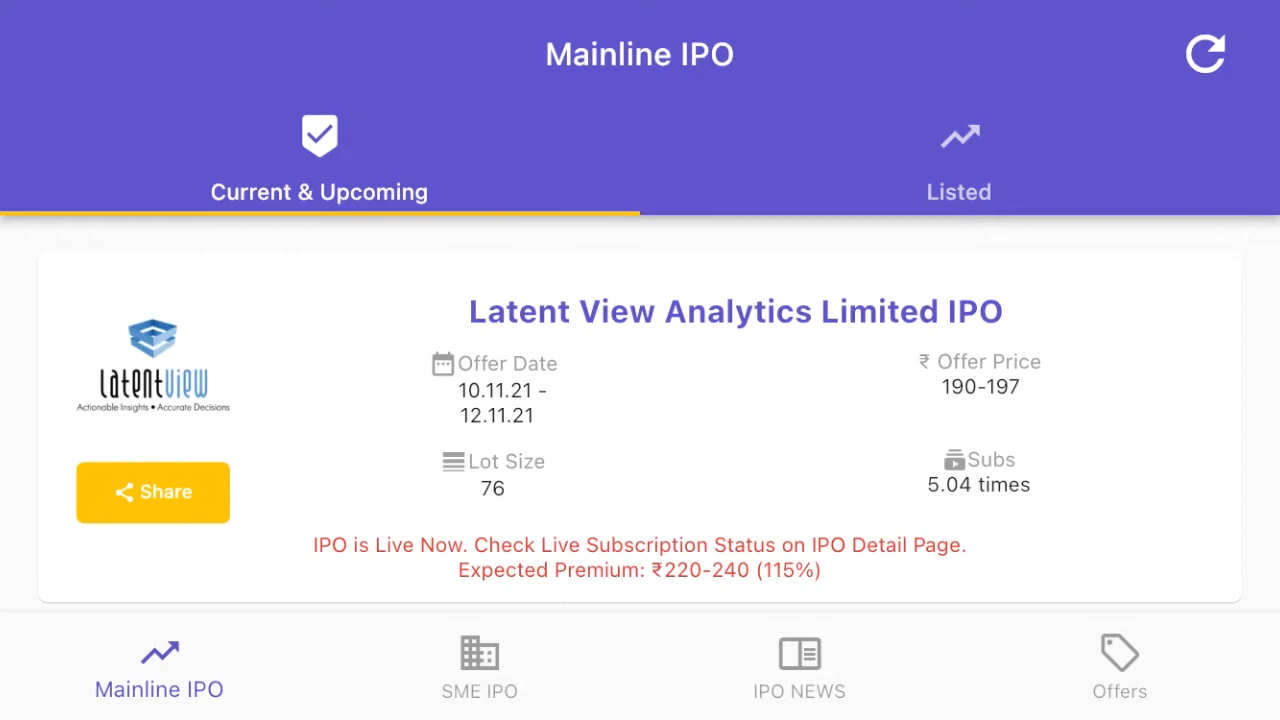 Mainline IPO
Current & Upcoming
Listed
Latent View Analytics Limited IPO
Offer Date
10.11.21 -
12.11.21
₹ Offer Price
190-197
Lot Size
76
Subs
5.04 times
LatentView
Actionable Insights • Accurate Decisions
Share
IPO is Live Now. Check Live Subscription Status on IPO Detail Page.
Expected Premium: ₹220-240 (115%)
Mainline IPO
SME IPO
IPO NEWS
Offers